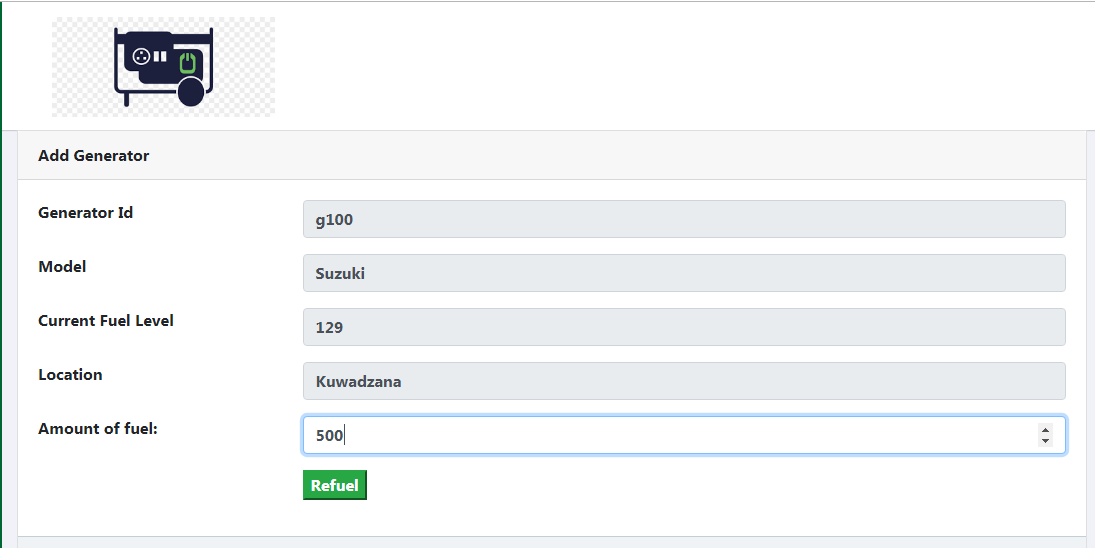 Add Generator
Generator Id
g100
Model
Suzuki
Current Fuel Level
129
Location
Kuwadzana
Amount of fuel:
500
Refuel